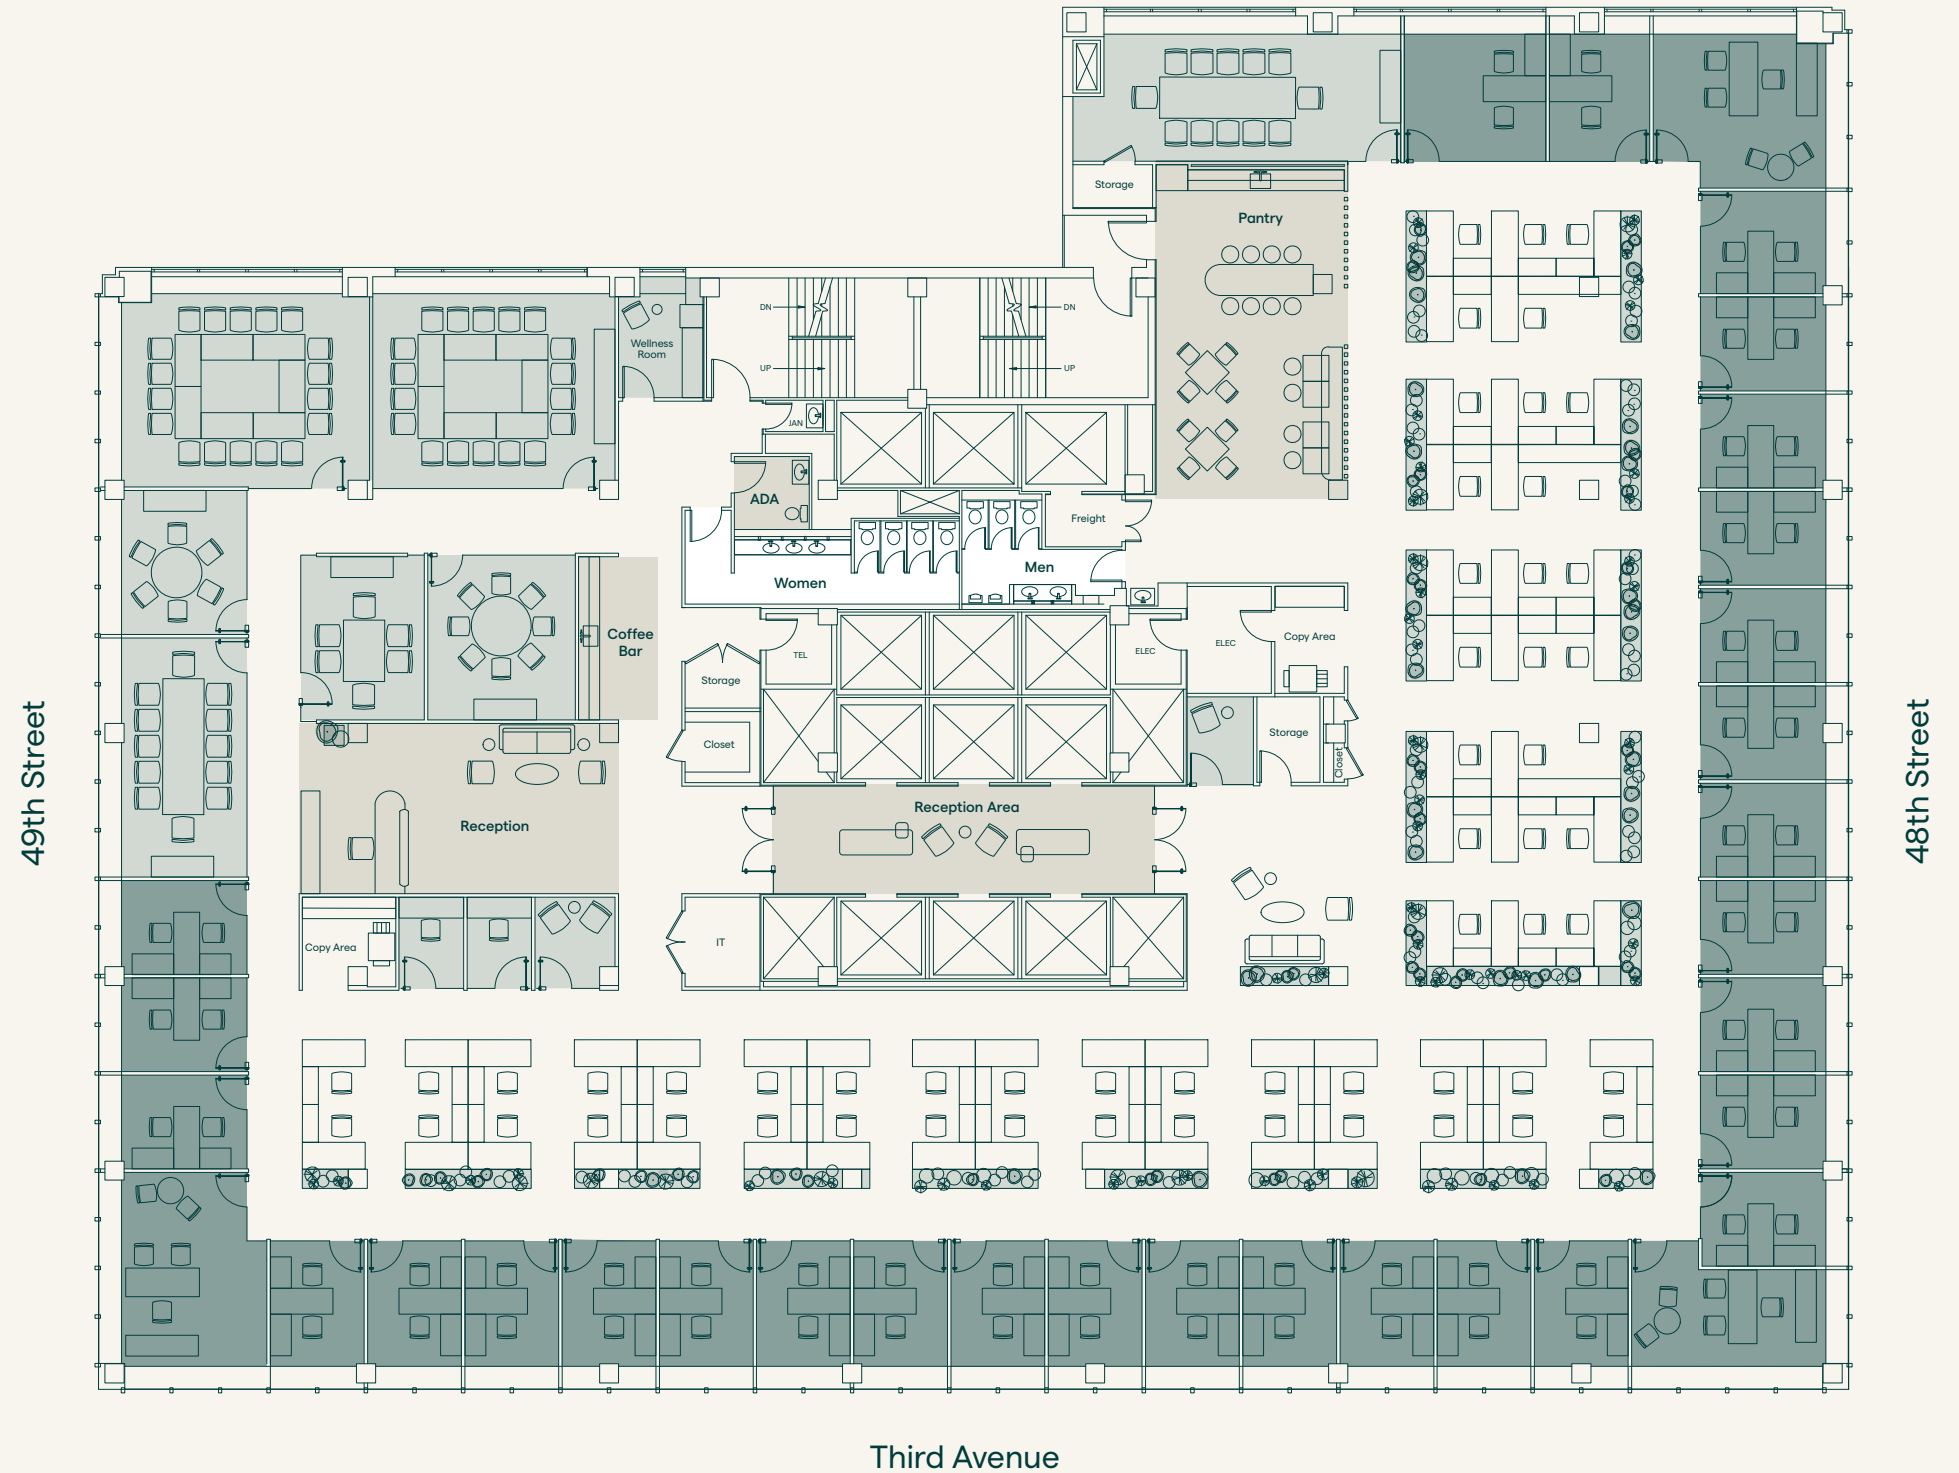 Storage
Pantry
DN
DN
Wellness
Room
UP
UP
JAN
ADA
Freight
Women
Men
Coffee
Bar
TEL
ELEC
ELEC
Copy Area
Storage
Closet
Storage
Closet
49th Street
48th Street
Reception Area
Reception
Copy Area
IT
Third Avenue